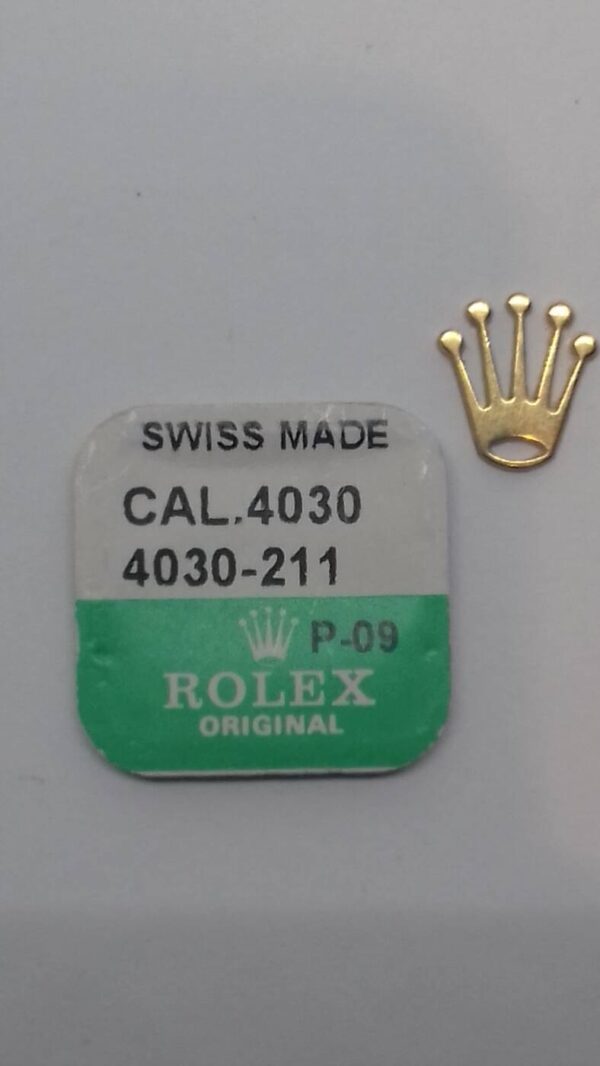 SWISS MADE
CAL.4030
4030-211
P-09
ROLEX
ORIGINAL